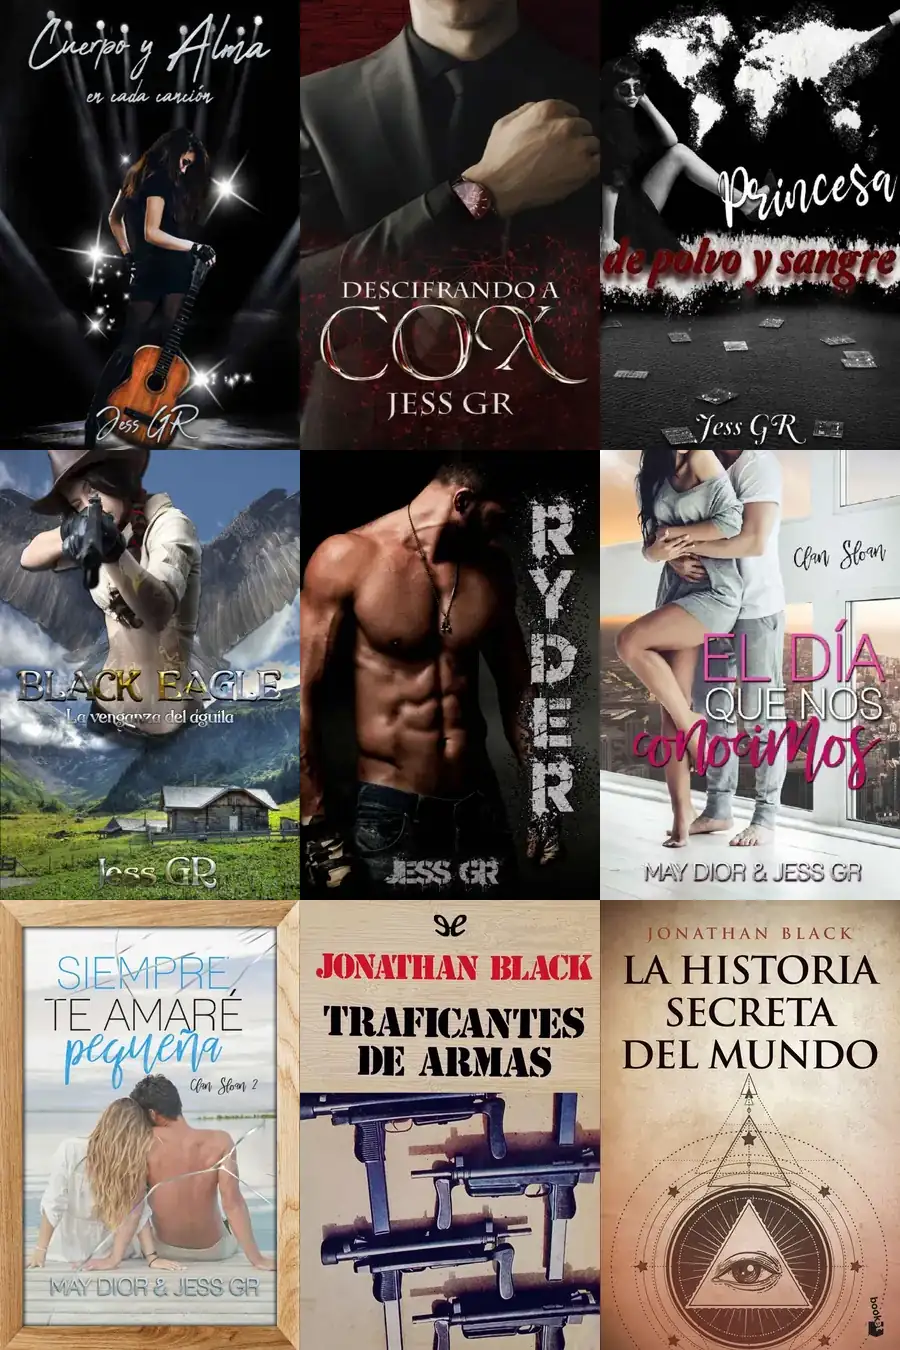 Cuerpo y Alma
en cada canción
Jess GR
DESCIFRANDO A
COX
JESS GR
Princesa
de polvo y sangre
Jess GR
BLACK EAGLE
La venganza del águila
Jess GR
RYDER
JESS GR
Clan Sloan
EL DÍA
QUE NOS
conocimos
MAY DIOR & JESS GR
SIEMPRE
TE AMARÉ
pequeña
Clan Sloan 2
MAY DIOR & JESS GR
JONATHAN BLACK
TRAFICANTES
DE ARMAS
JONATHAN BLACK
LA HISTORIA
SECRETA
DEL MUNDO
booket